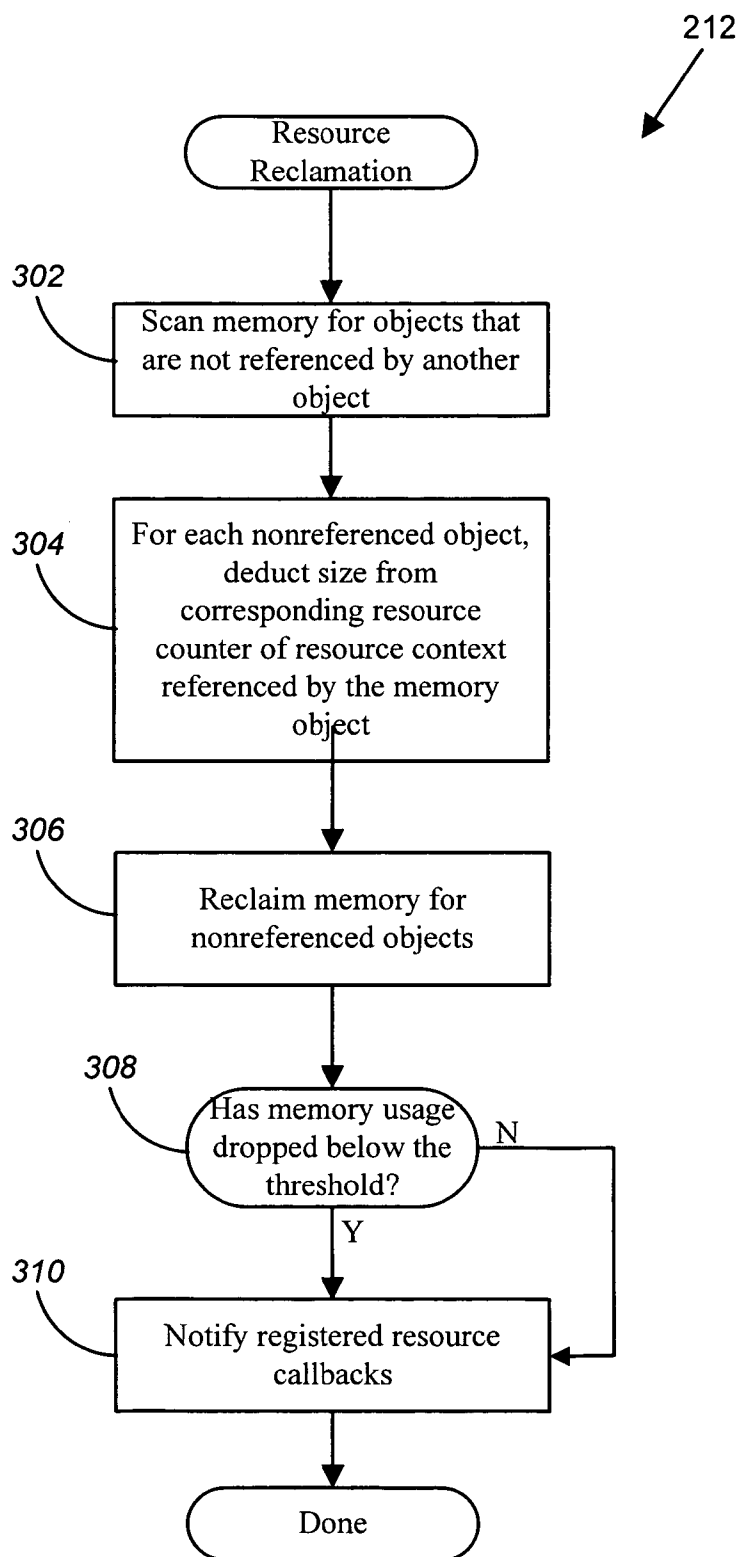 212
Resource
Reclamation
302
Scan memory for objects that
are not referenced by another
object
304
For each nonreferenced object,
deduct size from
corresponding resource
counter of resource context
referenced by the memory
object
306
Reclaim memory for
nonreferenced objects
308
Has memory usage
dropped below the
threshold?
N
Y
310
Notify registered resource
callbacks
Done